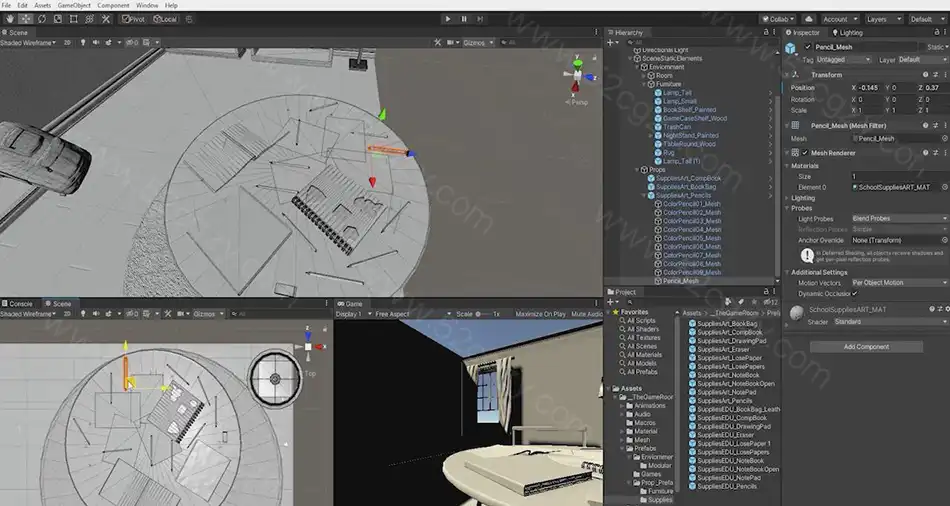 File Edit Assets GameObject Component Window Help
Pivot Local Collab Account Layers Default
Scene
Shaded Wireframe 2D Gizmos All
Persp
Hierarchy
All
Directional Light
SceneStaticElements
Enviornment
Room
Furniture
Lamp_Tall
Lamp_Small
BookShelf_Painted
GameCaseShelf_Wood
TrashCan
NightStand_Painted
TableRound_Wood
Rug
Lamp_Tall (1)
Props
SuppliesArt_CompBook
SuppliesArt_BookBag
SuppliesArt_Pencils
ColorPencil01_Mesh
ColorPencil02_Mesh
ColorPencil03_Mesh
ColorPencil04_Mesh
ColorPencil05_Mesh
ColorPencil06_Mesh
ColorPencil07_Mesh
ColorPencil08_Mesh
ColorPencil09_Mesh
Pencil_Mesh
Inspector Lighting
Pencil_Mesh Static
Tag Untagged Layer Default
Transform
Position X -0.145 Y 0 Z 0.37
Rotation X 0 Y 0 Z 0
Scale X 1 Y 1 Z 1
Pencil_Mesh (Mesh Filter)
Mesh Pencil_Mesh
Mesh Renderer
Materials
Size 1
Element 0 SchoolSuppliesART_MAT
Lighting
Probes
Light Probes Blend Probes
Reflection Probes Simple
Anchor Override None (Transform)
In Deferred Shading, all objects receive shadows and get per-pixel reflection probes.
Additional Settings
Motion Vectors Per Object Motion
Dynamic Occlusion
SchoolSuppliesART_MAT
Shader Standard
Add Component
Console Scene
Shaded Wireframe 2D Gizmos All
Top
Game
Display 1 Free Aspect Scale 1x Maximize On Play Mute Audio
Project
12
Favorites
All Scripts
All Shaders
All Textures
All Scenes
All Materials
All Models
All Prefabs
Assets
_TheGameRoom
Animations
Audio
Macros
Material
Mesh
Prefabs
Enviornment
Modular
Games
Prop_Prefa
Furniture
Supplies
Assets > _TheGameRoom > Prefa
SuppliesArt_BookBag
SuppliesArt_CompBook
SuppliesArt_DrawingPad
SuppliesArt_Eraser
SuppliesArt_LosePaper
SuppliesArt_LosePepers
SuppliesArt_NoteBook
SuppliesArt_NoteBookOpen
SuppliesArt_NotePad
SuppliesArt_Pencils
SuppliesEDU_BookBag_Leath
SuppliesEDU_CompBook
SuppliesEDU_DrawingPad
SuppliesEDU_Eraser
SuppliesEDU_LosePaper 1
SuppliesEDU_LosePapers
SuppliesEDU_NoteBook
SuppliesEDU_NoteBookOpen
SuppliesEDU_NotePad
SuppliesEDU_Pencils